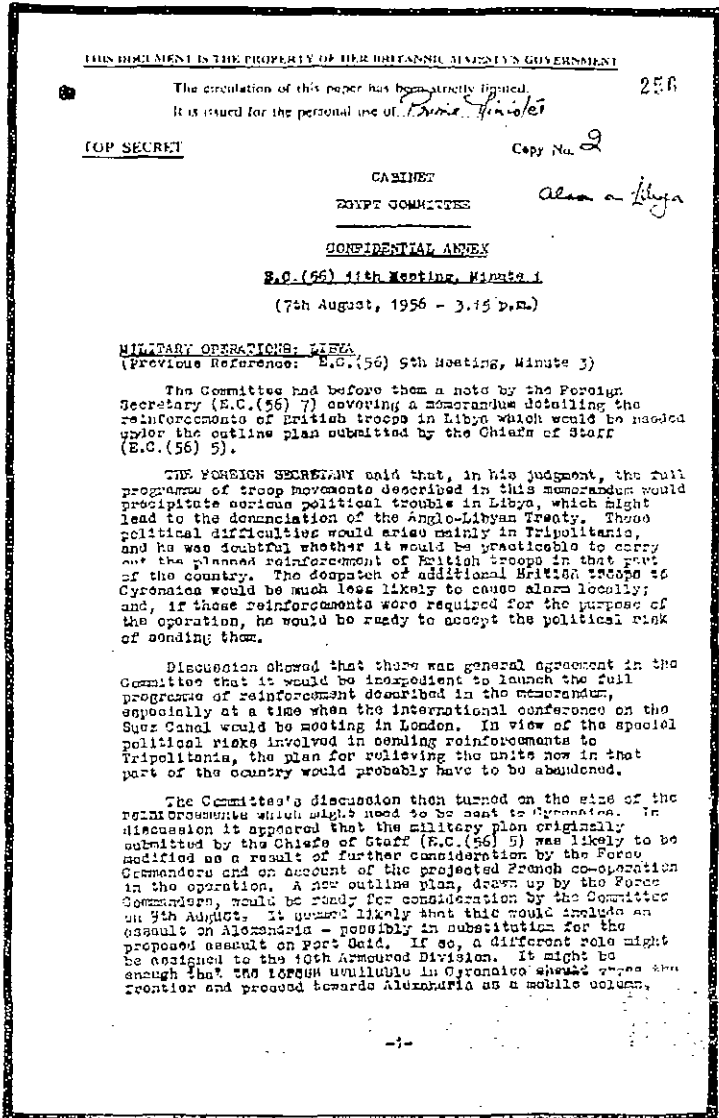 THIS DOCUMENT IS THE PROPERTY OF HER BRITANNIC MAJESTY'S GOVERNMENT
The circulation of this paper has been strictly limited.
256
It is issued for the personal use of Prime Minister
TOP SECRET
Copy No. 2
CABINET
EGYPT COMMITTEE
CONFIDENTIAL ANNEX
E.C.(56) 11th Meeting, Minute 1
(7th August, 1956 - 3.15 p.m.)
MILITARY OPERATIONS: LIBYA
(Previous Reference: E.C.(56) 9th Meeting, Minute 3)
The Committee had before them a note by the Foreign
Secretary (E.C.(56) 7) covering a memorandum detailing the
reinforcements of British troops in Libya which would be needed
under the outline plan submitted by the Chiefs of Staff
(E.C.(56) 5).
THE FOREIGN SECRETARY said that, in his judgment, the full
programme of troop movements described in this memorandum would
precipitate serious political trouble in Libya, which might
lead to the denunciation of the Anglo-Libyan Treaty. These
political difficulties would arise mainly in Tripolitania,
and he was doubtful whether it would be practicable to carry
out the planned reinforcement of British troops in that part
of the country. The despatch of additional British troops to
Cyrenaica would be much less likely to cause alarm locally;
and, if these reinforcements were required for the purpose of
the operation, he would be ready to accept the political risk
of sending them.
Discussion showed that there was general agreement in the
Committee that it would be inexpedient to launch the full
programme of reinforcement described in the memorandum,
especially at a time when the international conference on the
Suez Canal would be meeting in London. In view of the special
political risks involved in sending reinforcements to
Tripolitania, the plan for relieving the units now in that
part of the country would probably have to be abandoned.
The Committee's discussion then turned on the size of the
reinforcements which might need to be sent to Cyrenaica. In
discussion it appeared that the military plan originally
submitted by the Chiefs of Staff (E.C.(56) 5) was likely to be
modified as a result of further consideration by the Force
Commanders and on account of the projected French co-operation
in the operation. A new outline plan, drawn up by the Force
Commanders, would be ready for consideration by the Committee
on 9th August. It seemed likely that this would include an
assault on Alexandria - possibly in substitution for the
proposed assault on Port Said. If so, a different role might
be assigned to the 10th Armoured Division. It might be
enough that the forces available in Cyrenaica should cross the
frontier and proceed towards Alexandria as a mobile column,
-1-